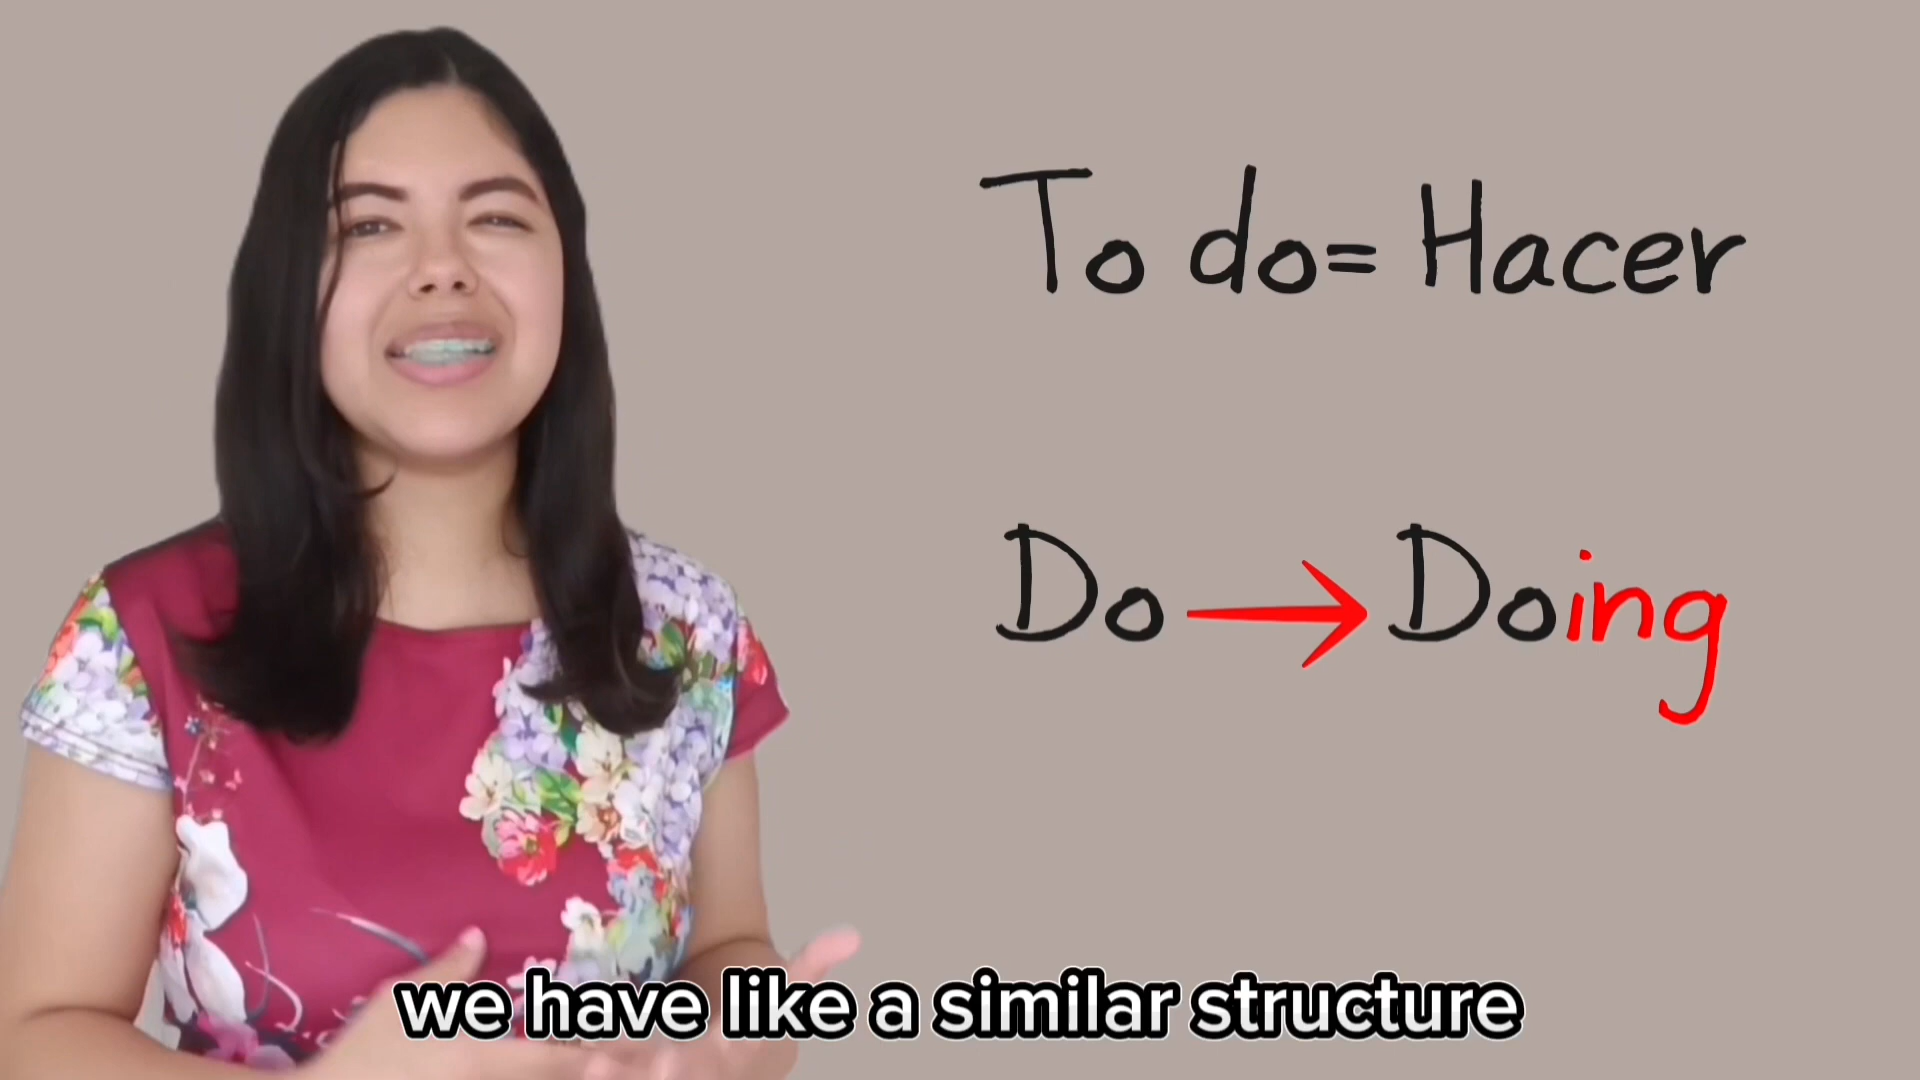 To do= Hacer
Do → Doing
we have like a similar structure